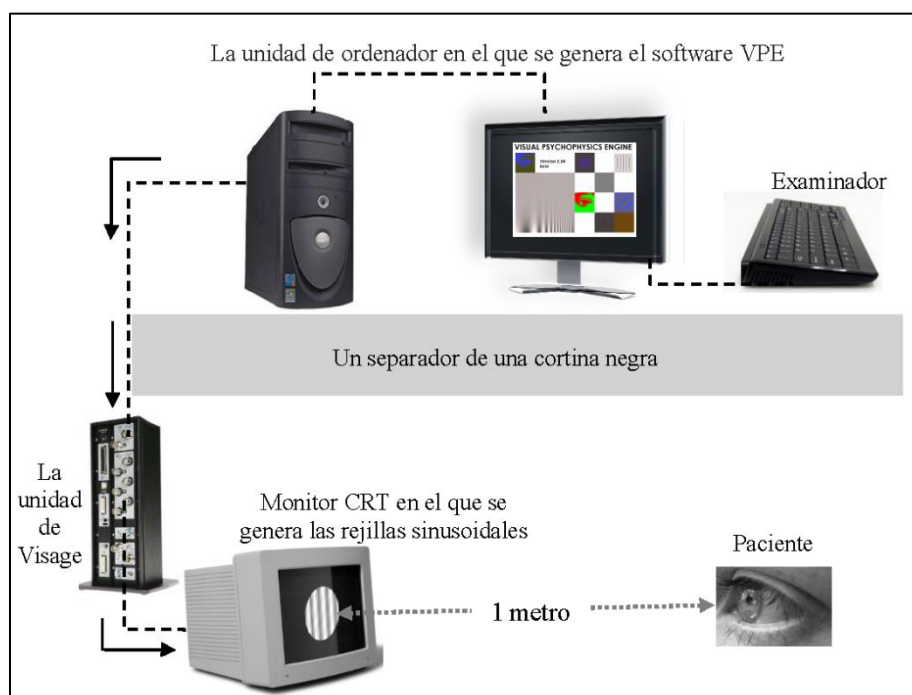 La unidad de ordenador en el que se genera el software VPE
VISUAL PSYCHOPHYSICS ENGINE
Examinador
Un separador de una cortina negra
La
unidad
de
Visage
Monitor CRT en el que se
genera las rejillas sinusoidales
Paciente
1 metro